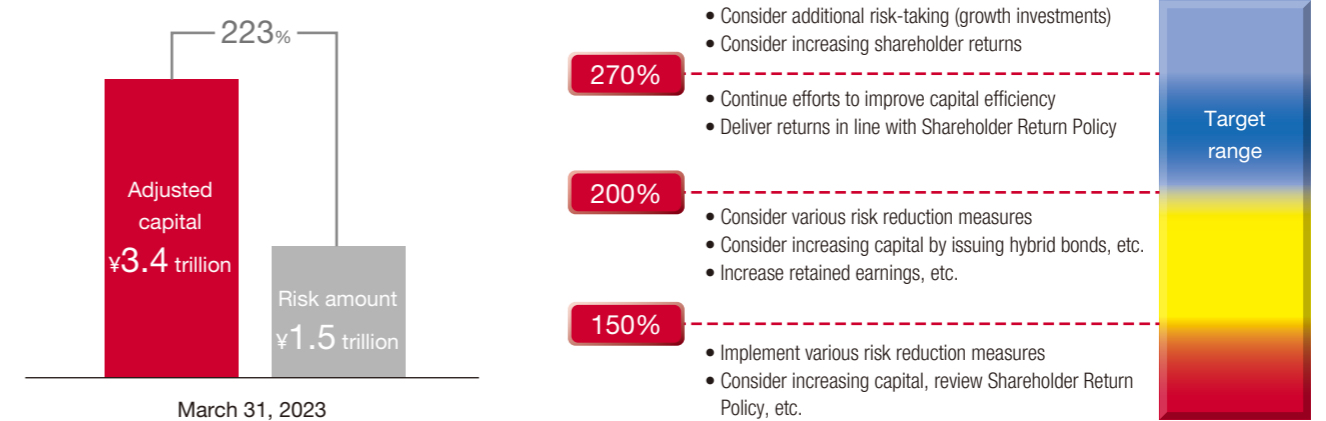 223%
Adjusted
capital
¥3.4 trillion
Risk amount
¥1.5 trillion
March 31, 2023
• Consider additional risk-taking (growth investments)
• Consider increasing shareholder returns
270%
• Continue efforts to improve capital efficiency
• Deliver returns in line with Shareholder Return Policy
Target
range
200%
• Consider various risk reduction measures
• Consider increasing capital by issuing hybrid bonds, etc.
• Increase retained earnings, etc.
150%
• Implement various risk reduction measures
• Consider increasing capital, review Shareholder Return
Policy, etc.